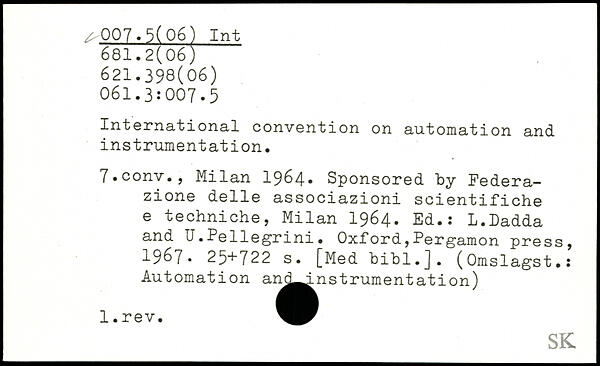 007.5(06) Int
681.2(06)
621.398(06)
061.3:007.5
International convention on automation and
instrumentation.
7.conv., Milan 1964. Sponsored by Federa-
zione delle associazioni scientifiche
e techniche, Milan 1964. Ed.: L.Dadda
and U.Pellegrini. Oxford,Pergamon press,
1967. 25+722 s. [Med bibl.]. (Omslagst.:
Automation and instrumentation)
1.rev.
SK